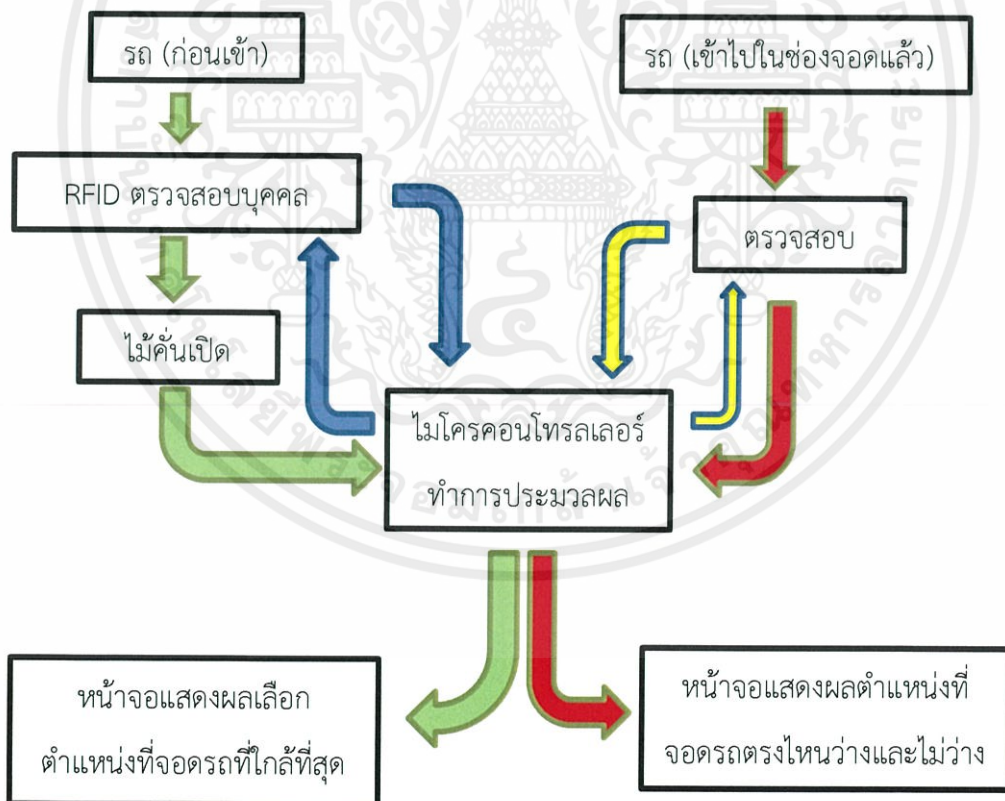 รถ (ก่อนเข้า)
รถ (เข้าไปในช่องจอดแล้ว)
RFID ตรวจสอบบุคคล
ตรวจสอบ
ไม้คั่นเปิด
ไมโครคอนโทรลเลอร์
ทำการประมวลผล
หน้าจอแสดงผลเลือก
ตำแหน่งที่จอดรถที่ใกล้ที่สุด
หน้าจอแสดงผลตำแหน่งที่
จอดรถตรงไหนว่างและไม่ว่าง